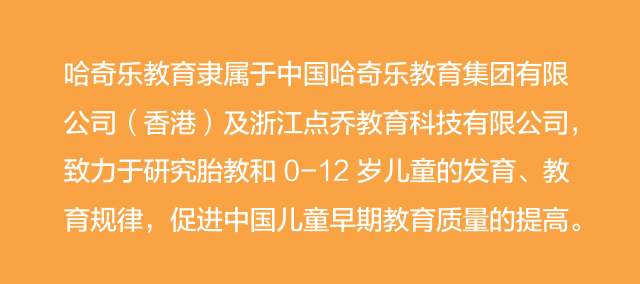 哈奇乐教育隶属于中国哈奇乐教育集团有限
公司（香港）及浙江点乔教育科技有限公司，
致力于研究胎教和 0-12 岁儿童的发育、教
育规律，促进中国儿童早期教育质量的提高。